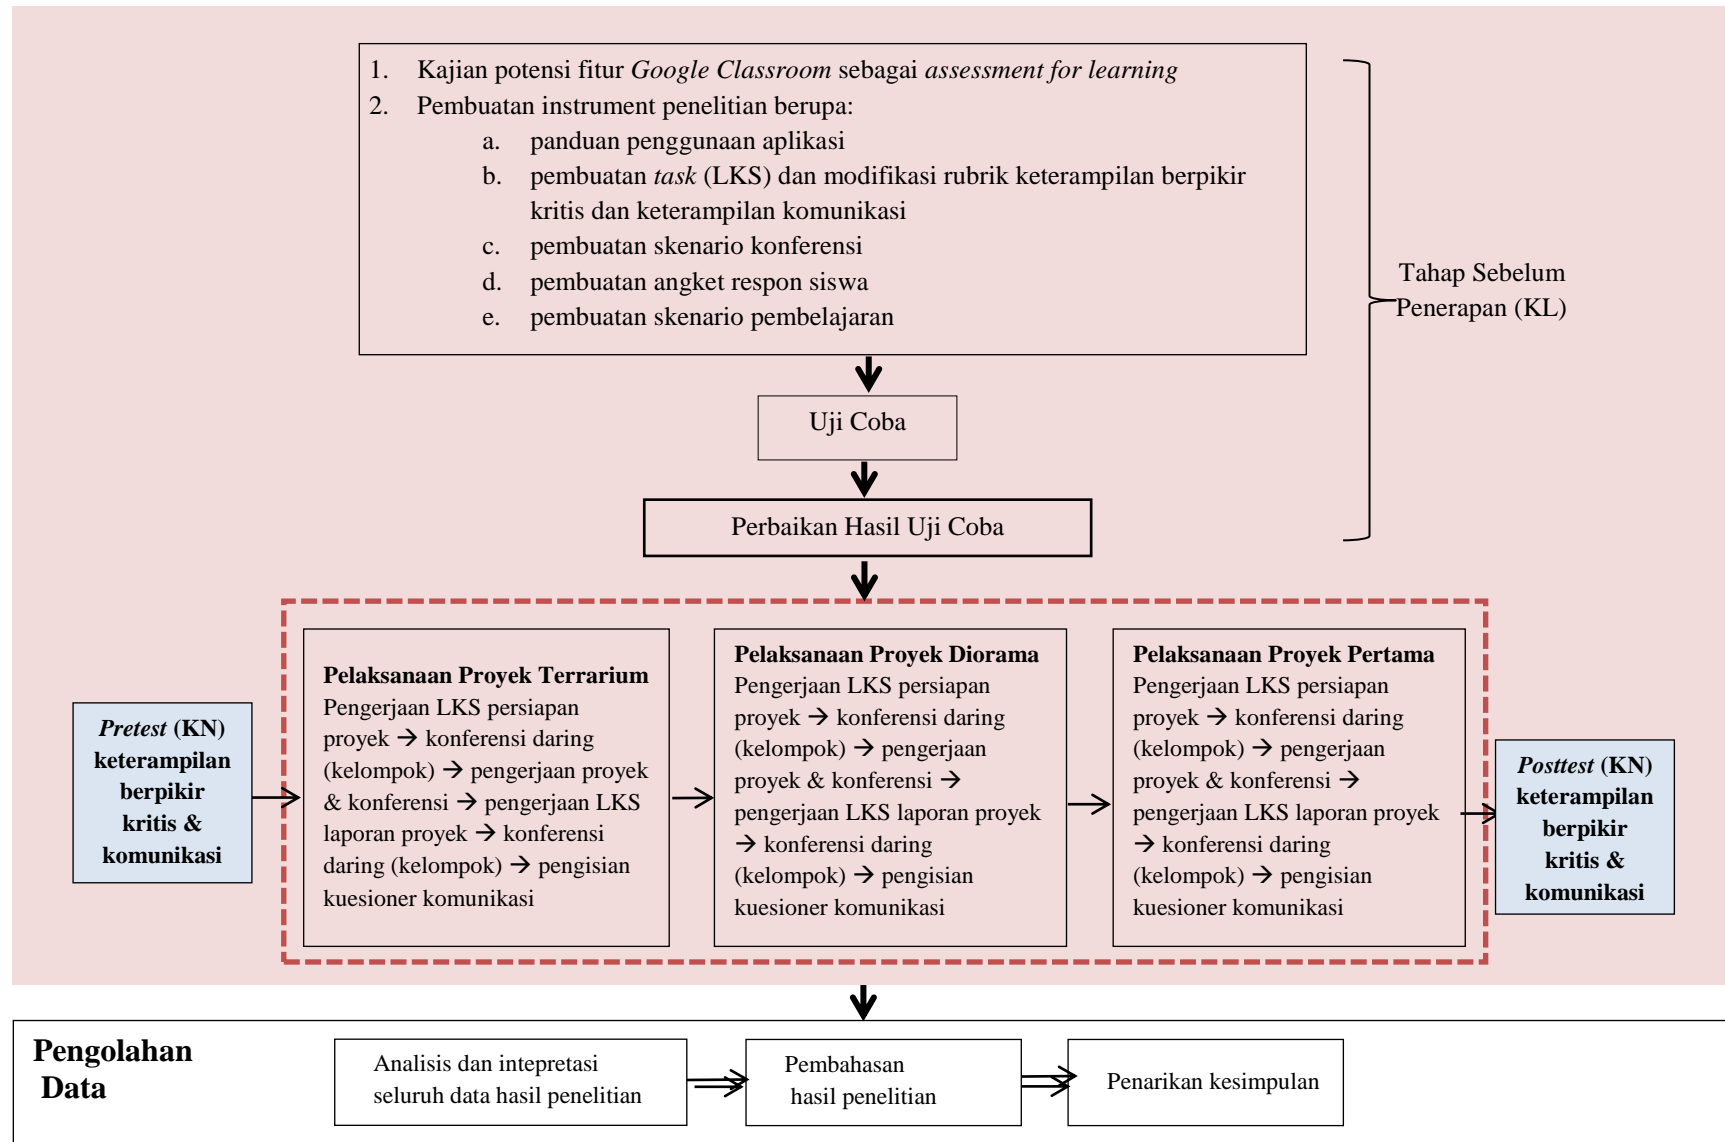 1. Kajian potensi fitur Google Classroom sebagai assessment for learning
2. Pembuatan instrument penelitian berupa:
a. panduan penggunaan aplikasi
b. pembuatan task (LKS) dan modifikasi rubrik keterampilan berpikir
kritis dan keterampilan komunikasi
c. pembuatan skenario konferensi
d. pembuatan angket respon siswa
e. pembuatan skenario pembelajaran
Tahap Sebelum
Penerapan (KL)
Uji Coba
Perbaikan Hasil Uji Coba
Pretest (KN)
keterampilan
berpikir
kritis &
komunikasi
Pelaksanaan Proyek Terrarium
Pengerjaan LKS persiapan
proyek → konferensi daring
(kelompok) → pengerjaan proyek
& konferensi → pengerjaan LKS
laporan proyek → konferensi
daring (kelompok) → pengisian
kuesioner komunikasi
Pelaksanaan Proyek Diorama
Pengerjaan LKS persiapan
proyek → konferensi daring
(kelompok) → pengerjaan
proyek & konferensi →
pengerjaan LKS laporan proyek
→ konferensi daring
(kelompok) → pengisian
kuesioner komunikasi
Pelaksanaan Proyek Pertama
Pengerjaan LKS persiapan
proyek → konferensi daring
(kelompok) → pengerjaan
proyek & konferensi →
pengerjaan LKS laporan proyek
→ konferensi daring
(kelompok) → pengisian
kuesioner komunikasi
Posttest (KN)
keterampilan
berpikir
kritis &
komunikasi
Pengolahan
Data
Analisis dan intepretasi
seluruh data hasil penelitian
Pembahasan
hasil penelitian
Penarikan kesimpulan